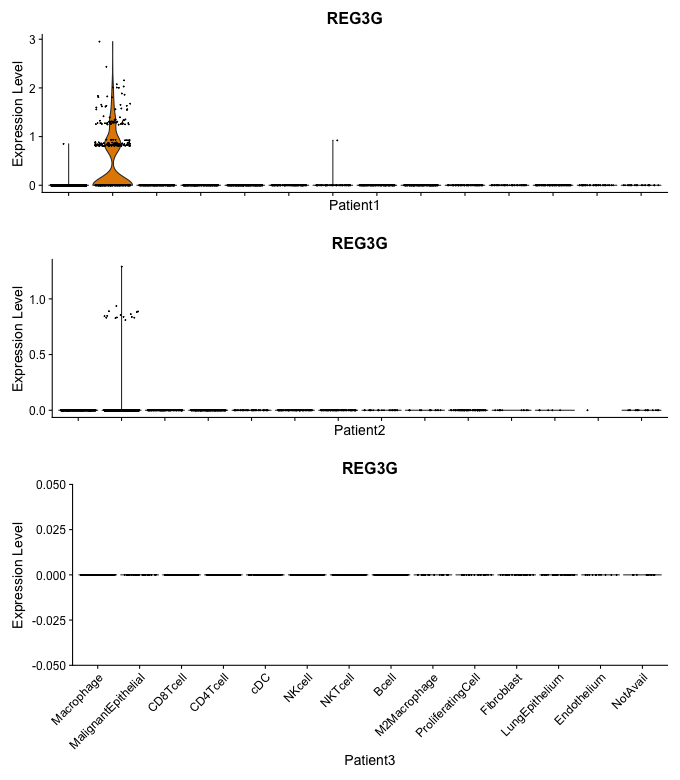 REG3G
Expression Level
3
2
1
0
Patient1
REG3G
Expression Level
1.0
0.5
0.0
Patient2
REG3G
Expression Level
0.050
0.025
0.000
-0.025
-0.050
Macrophage
MalignantEpithelial
CD8Tcell
CD4Tcell
cDC
NKcell
NKTcell
Bcell
M2Macrophage
ProliferatingCell
Fibroblast
LungEpithelium
Endothelium
NotAvail
Patient3